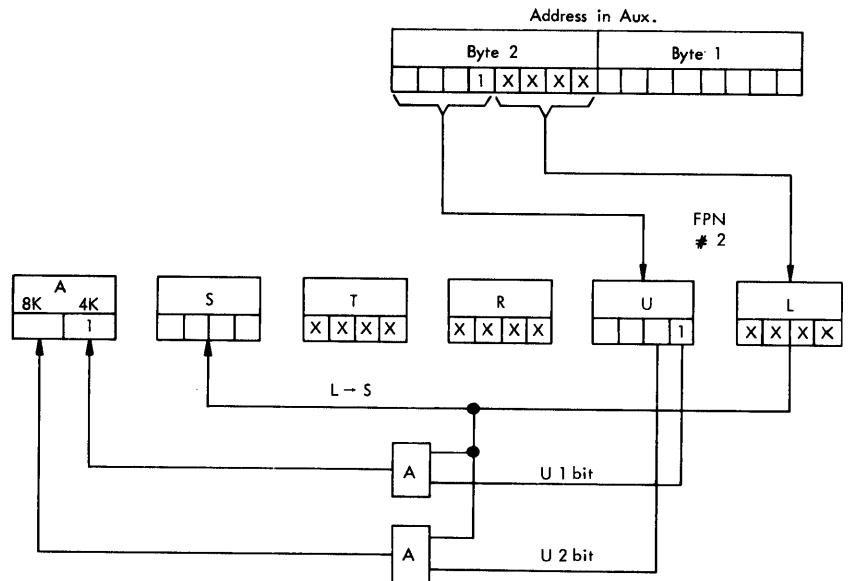 Address in Aux.
Byte 2 Byte 1
1 X X X X
FPN
# 2
A S T R U L
8K 4K
1 X X X X X X X X 1 X X X X
L → S
A U 1 bit
A U 2 bit